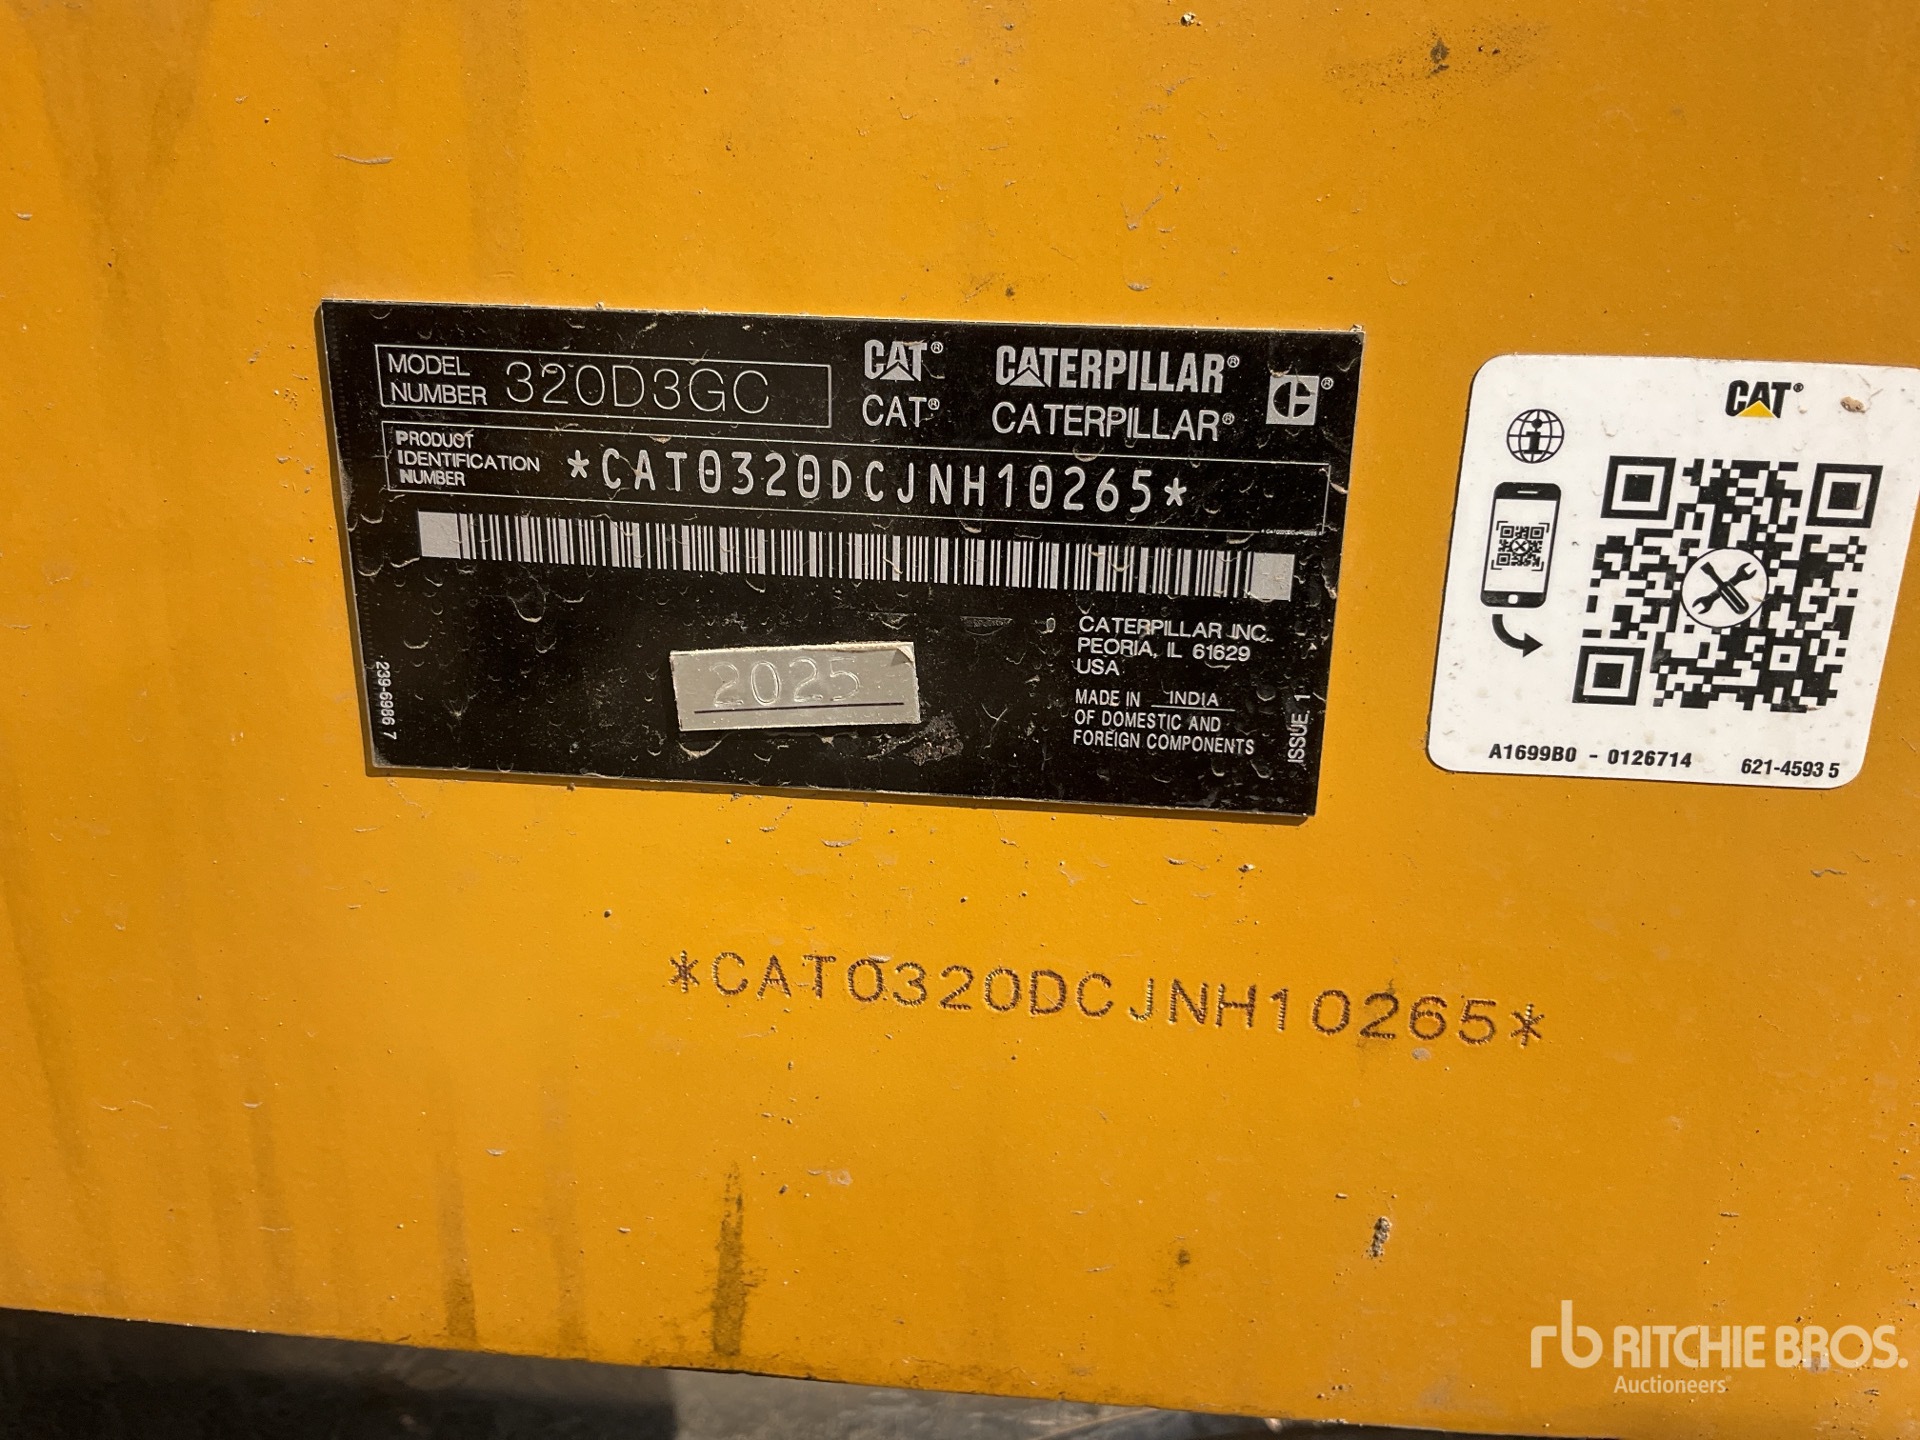 MODEL NUMBER 320D3GC
CAT® CATERPILLAR®
CAT® CATERPILLAR®
PRODUCT IDENTIFICATION NUMBER *CAT0320DCJNH10265*
2025
CATERPILLAR INC.
PEORIA, IL 61629
USA
MADE IN INDIA
OF DOMESTIC AND
FOREIGN COMPONENTS
239-6986 7
ISSUE 1
CAT®
A1699B0 - 0126714
621-4593 5
*CAT0320DCJNH10265*
rb RITCHIE BROS.
Auctioneers